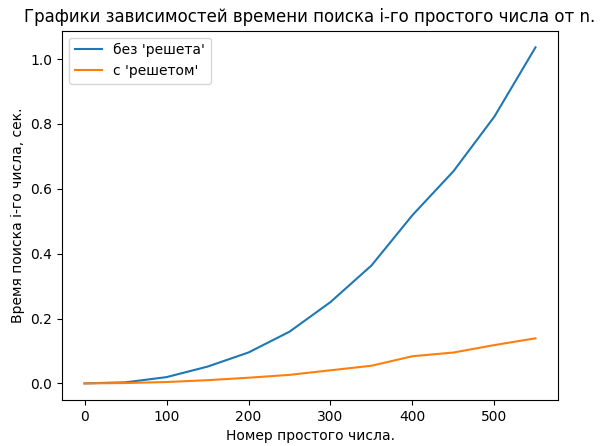 Графики зависимостей времени поиска i-го простого числа от n.
без 'решета'
с 'решетом'
1.0
0.8
0.6
0.4
0.2
0.0
Время поиска i-го числа, сек.
0 100 200 300 400 500
Номер простого числа.